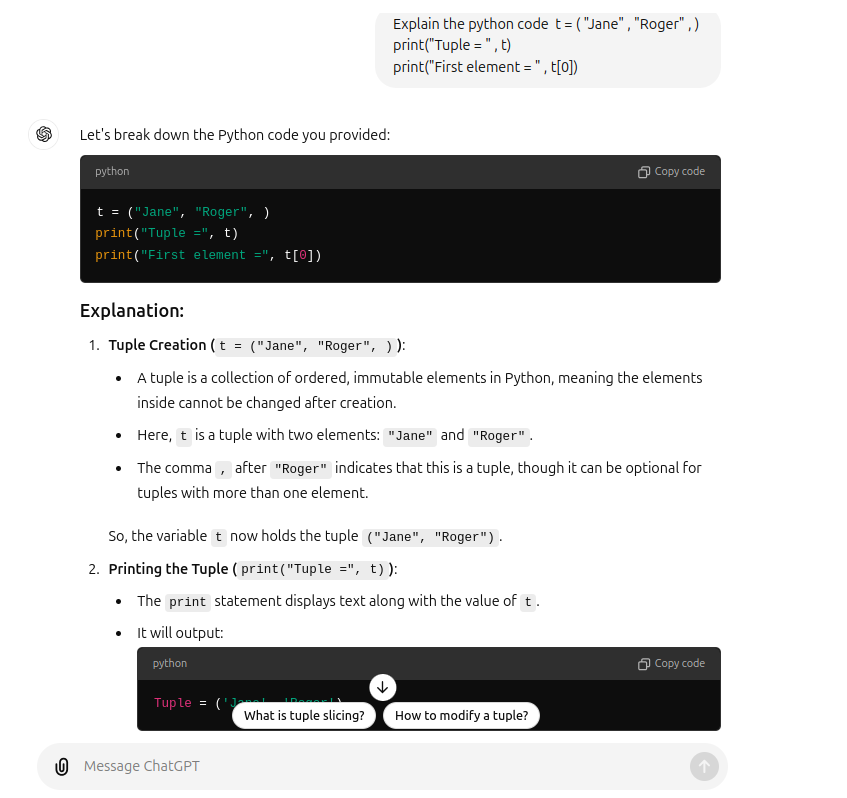 Explain the python code  t = ( "Jane" , "Roger" , )
print("Tuple = " , t)
print("First element = " , t[0])
Let's break down the Python code you provided:
python
Copy code
t = ("Jane", "Roger", )
print("Tuple =", t)
print("First element =", t[0])
Explanation:
1. Tuple Creation ( t = ("Jane", "Roger", ) ):
• A tuple is a collection of ordered, immutable elements in Python, meaning the elements
inside cannot be changed after creation.
• Here, t is a tuple with two elements: "Jane" and "Roger" .
• The comma , after "Roger" indicates that this is a tuple, though it can be optional for
tuples with more than one element.
So, the variable t now holds the tuple ("Jane", "Roger") .
2. Printing the Tuple ( print("Tuple =", t) ):
• The print statement displays text along with the value of t .
• It will output:
python
Copy code
Tuple = ('Jane', 'Roger')
What is tuple slicing?
How to modify a tuple?
Message ChatGPT